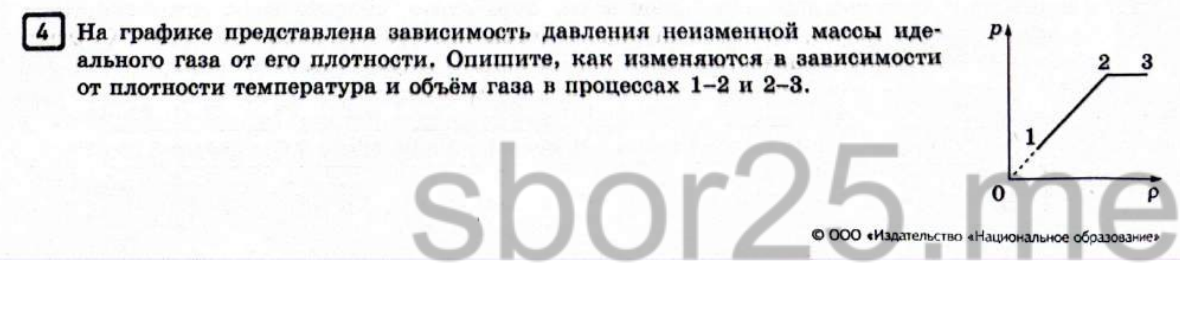 4 На графике представлена зависимость давления неизменной массы иде-
ального газа от его плотности. Опишите, как изменяются в зависимости
от плотности температура и объём газа в процессах 1–2 и 2–3.
p
2 3
1
0 ρ
sbor25.me
© ООО «Издательство «Национальное образование»